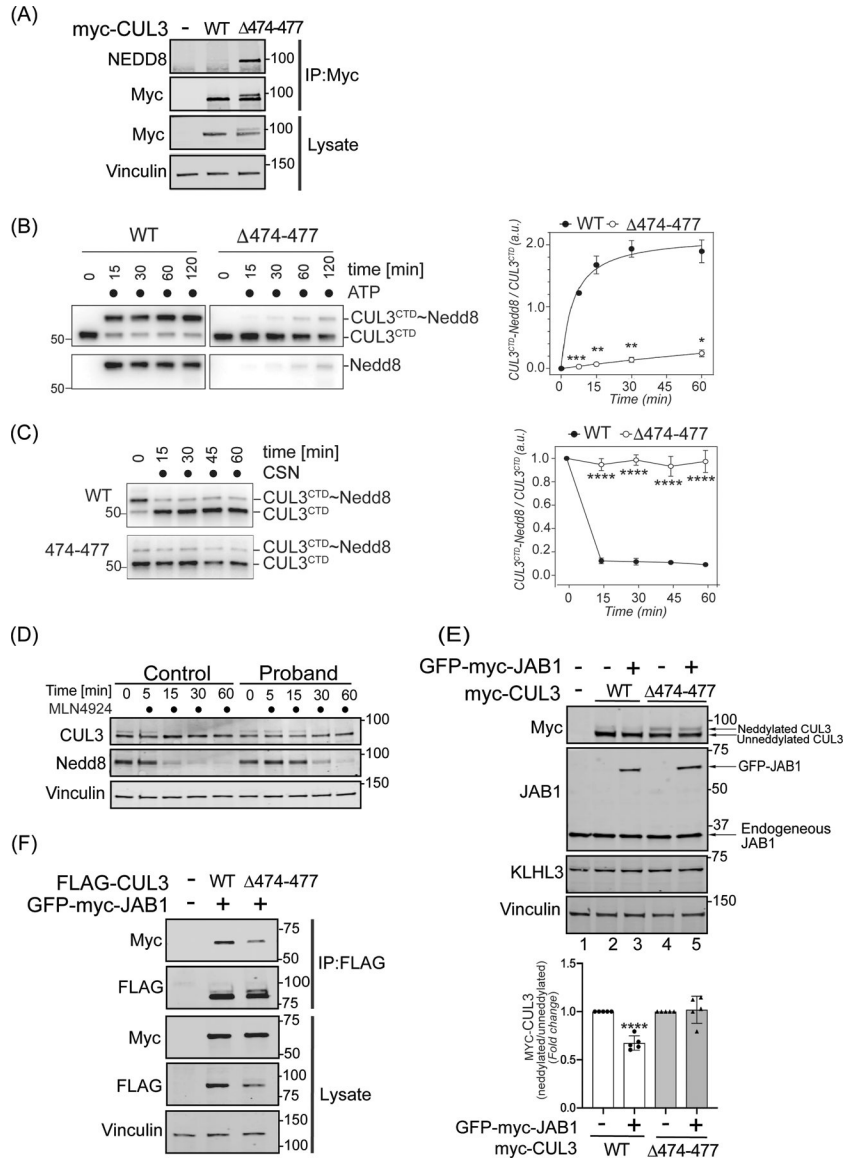 (A)
myc-CUL3 - WT Δ474-477
NEDD8
100
Myc
100
IP:Myc
Myc
100
Vinculin
150
Lysate
(B)
WT Δ474-477
0 15 30 60 120 0 15 30 60 120 time [min]
ATP
CUL3CTD~Nedd8
50
CUL3CTD
Nedd8
50
WT Δ474-477
CUL3CTD-Nedd8 / CUL3CTD (a.u.)
2.0
1.0
0.0
*** ** ** *
0 15 30 60
Time (min)
(C)
0 15 30 45 60 time [min]
CSN
WT
CUL3CTD~Nedd8
50
CUL3CTD
474-477
CUL3CTD~Nedd8
50
CUL3CTD
WT Δ474-477
CUL3CTD-Nedd8 / CUL3CTD (a.u.)
1.0
0.8
0.6
0.4
0.2
0.0
**** **** **** ****
0 15 30 45 60
Time (min)
(D)
Control Proband
Time [min] 0 5 15 30 60 0 5 15 30 60
MLN4924
100
CUL3
Nedd8
150
Vinculin
(E)
GFP-myc-JAB1 - - + - +
myc-CUL3 - WT Δ474-477
Myc
100
Neddylated CUL3
Unneddylated CUL3
75
GFP-JAB1
JAB1
50
37
Endogeneous
JAB1
75
KLHL3
150
Vinculin
1 2 3 4 5
MYC-CUL3
(neddylated/unneddylated)
(Fold change)
1.5
1.0
0.5
0.0
****
GFP-myc-JAB1 - + - +
myc-CUL3 WT Δ474-477
(F)
FLAG-CUL3 - WT Δ474-477
GFP-myc-JAB1 - + +
Myc
75
50
FLAG
100
75
IP:FLAG
Myc
75
50
FLAG
100
75
Vinculin
150
100
Lysate